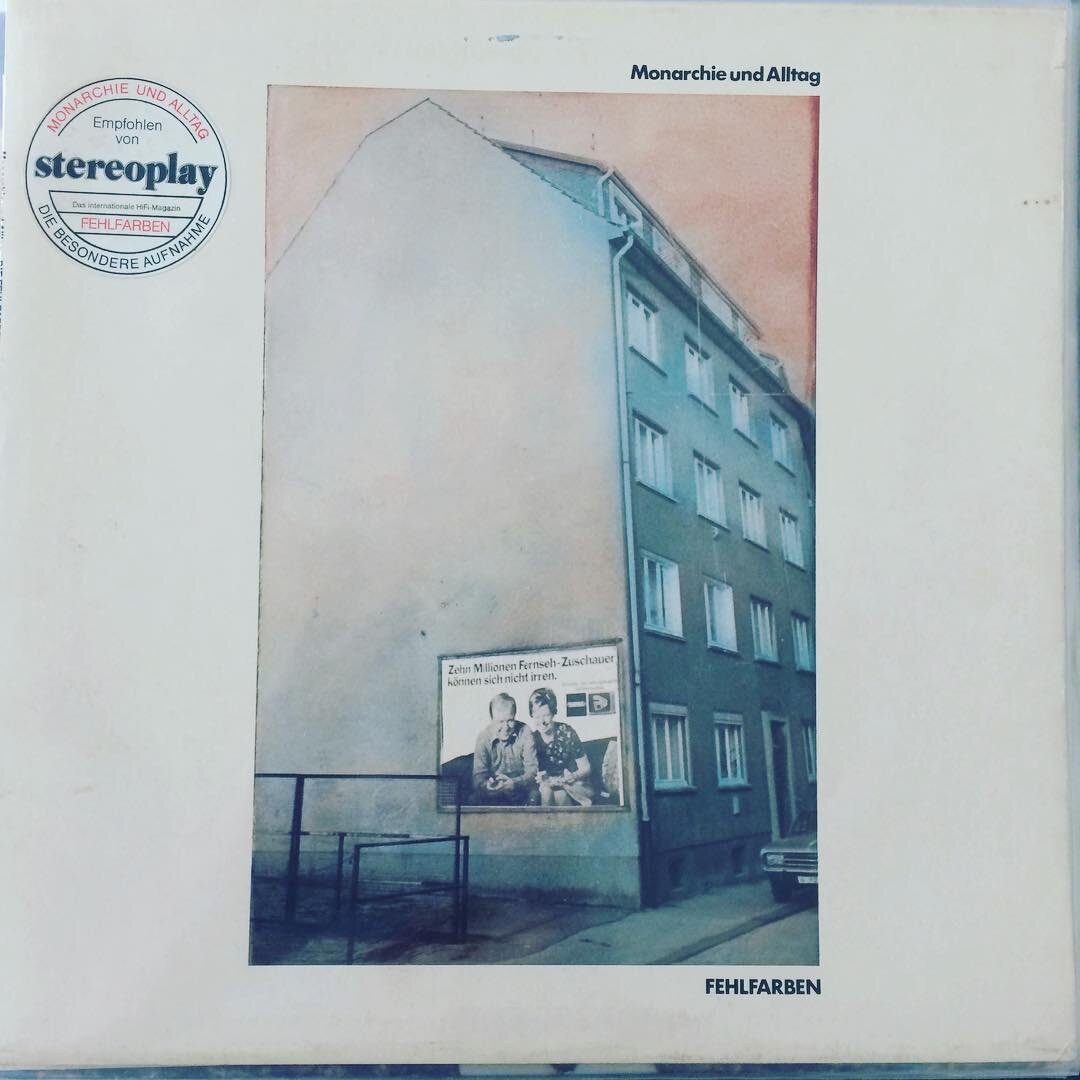 Monarchie und Alltag
MONARCHIE UND ALLTAG
Empfohlen
von
stereoplay
Das internationale HiFi-Magazin
FEHLFARBEN
DIE BESONDERE AUFNAHME
Zehn Millionen Fernseh-Zuschauer
können sich nicht irren.
FEHLFARBEN